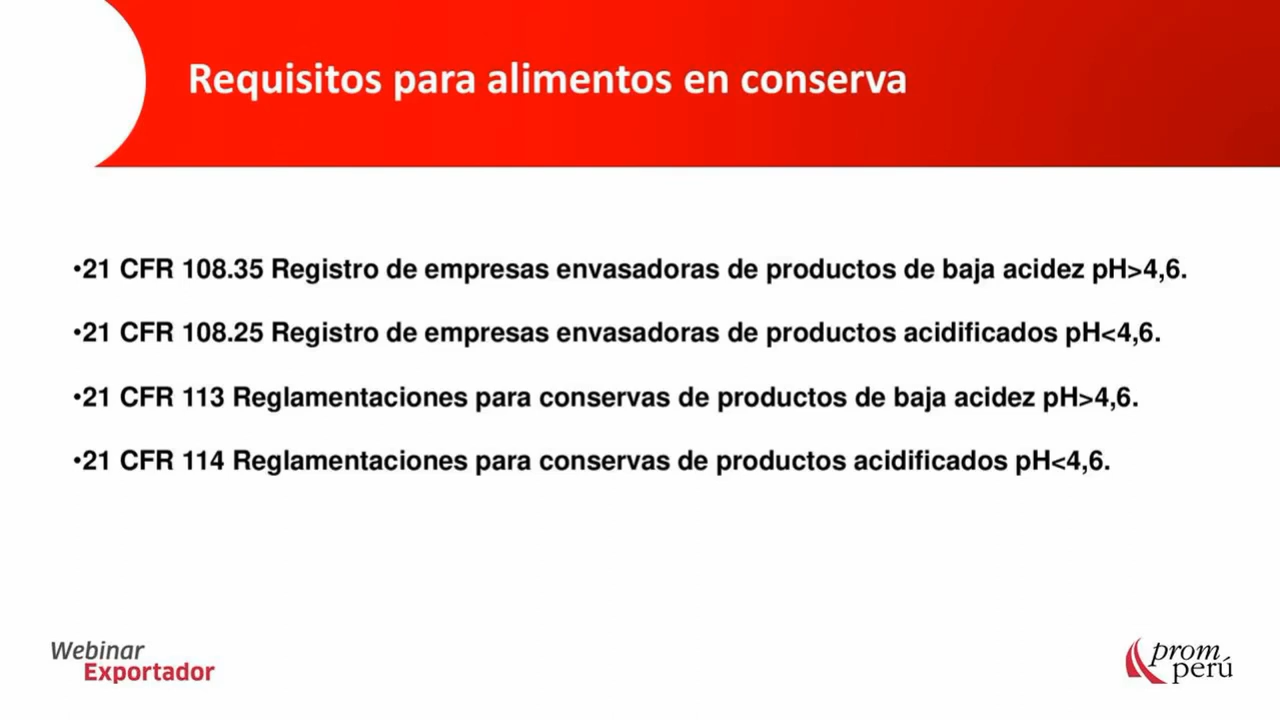 Requisitos para alimentos en conserva
•21 CFR 108.35 Registro de empresas envasadoras de productos de baja acidez pH>4,6.
•21 CFR 108.25 Registro de empresas envasadoras de productos acidificados pH<4,6.
•21 CFR 113 Reglamentaciones para conservas de productos de baja acidez pH>4,6.
•21 CFR 114 Reglamentaciones para conservas de productos acidificados pH<4,6.
Webinar
Exportador
prom
perú